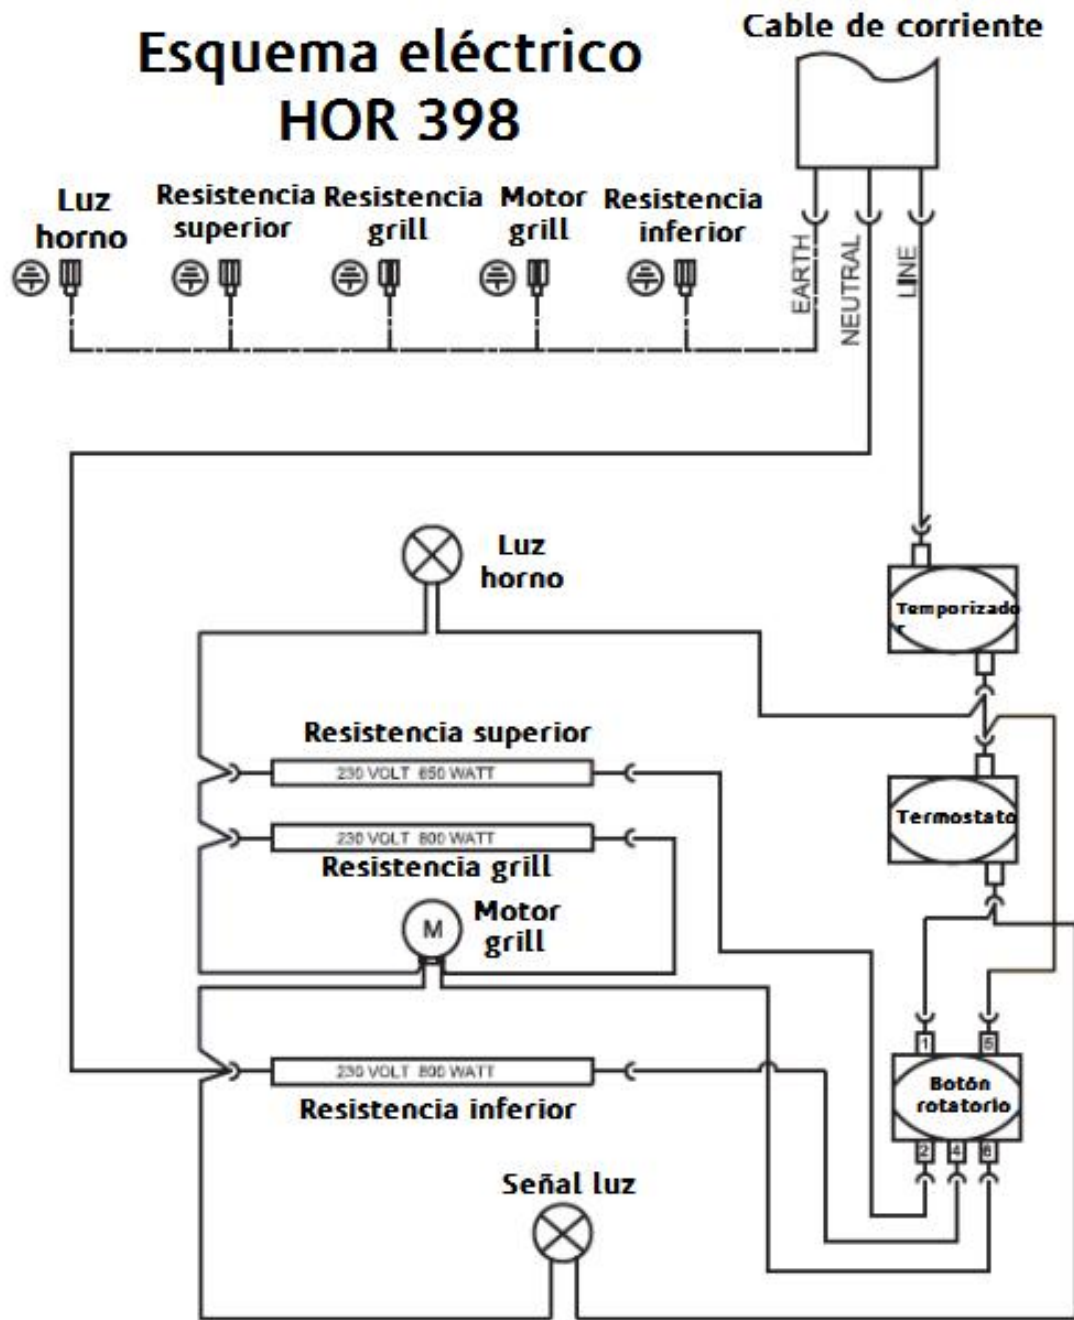 Esquema eléctrico
HOR 398
Cable de corriente
Luz
horno
Resistencia
superior
Resistencia
grill
Motor
grill
Resistencia
inferior
EARTH
NEUTRAL
LINE
Luz
horno
Temporizado
r
Resistencia superior
230 VOLT 650 WATT
230 VOLT 800 WATT
Resistencia grill
Termostato
Motor
grill
M
1
5
230 VOLT 800 WATT
Resistencia inferior
Botón
rotatorio
2
4
6
Señal luz